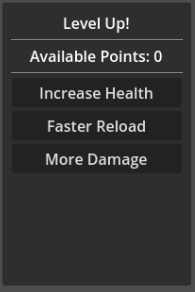 Level Up!
Available Points: 0
Increase Health
Faster Reload
More Damage